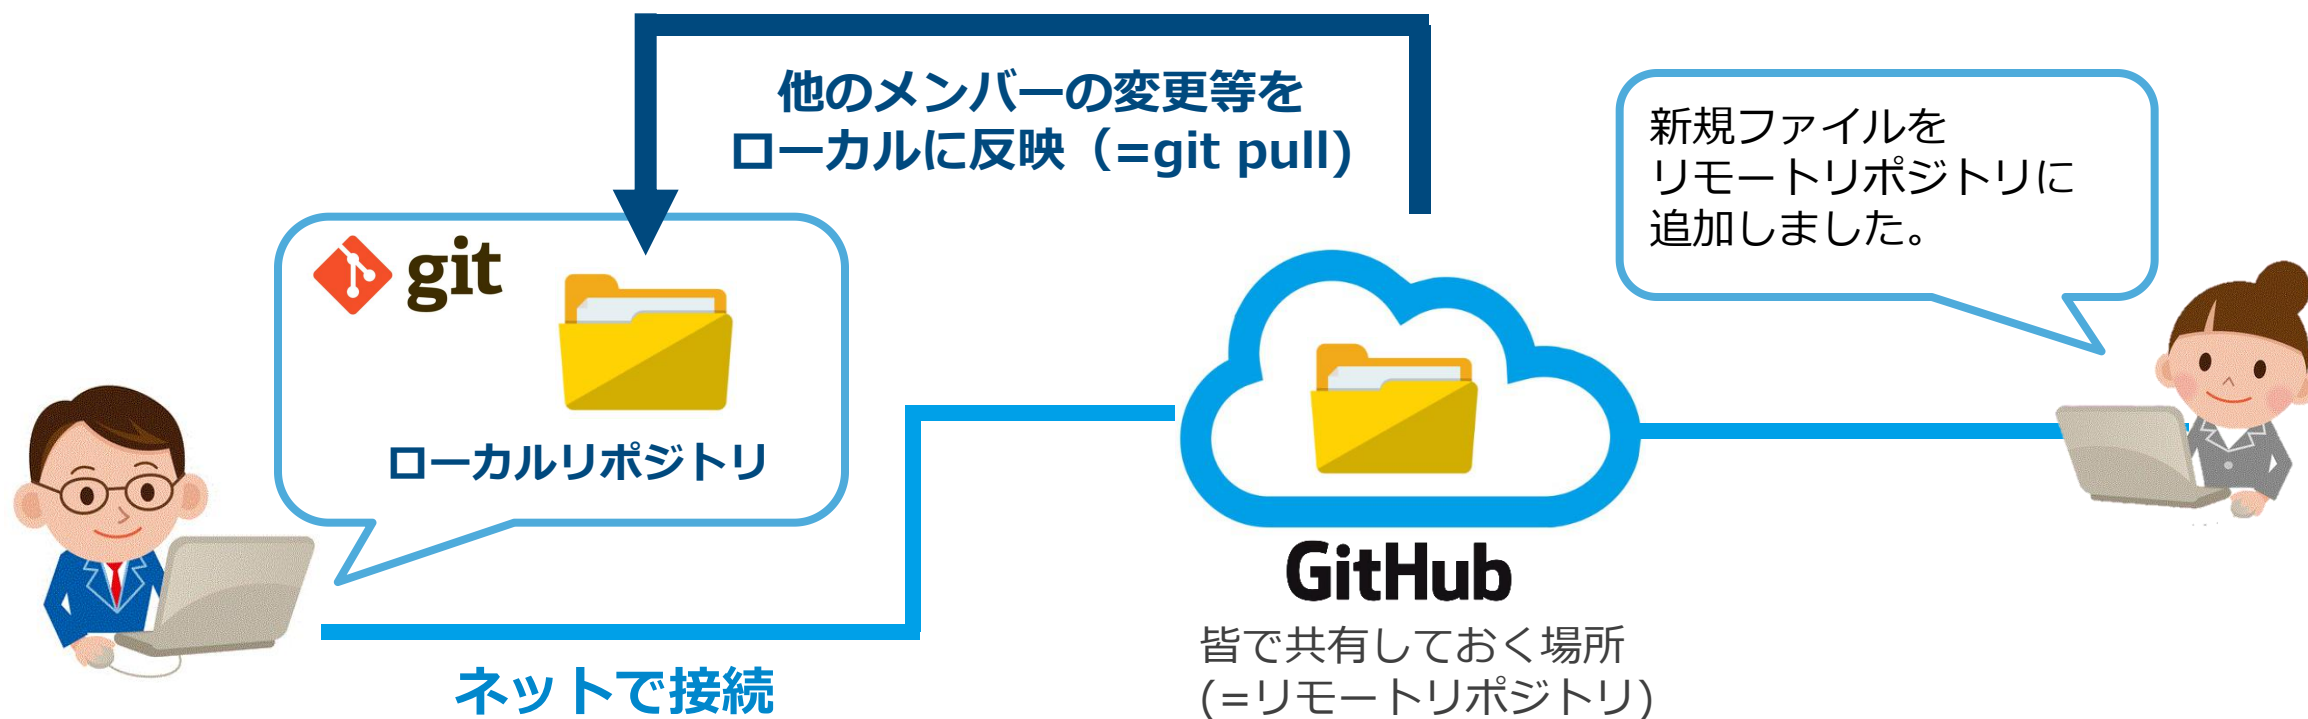 他のメンバーの変更等を
ローカルに反映（=git pull)
新規ファイルを
リモートリポジトリに
追加しました。
git
ローカルリポジトリ
GitHub
皆で共有しておく場所
(=リモートリポジトリ)
ネットで接続